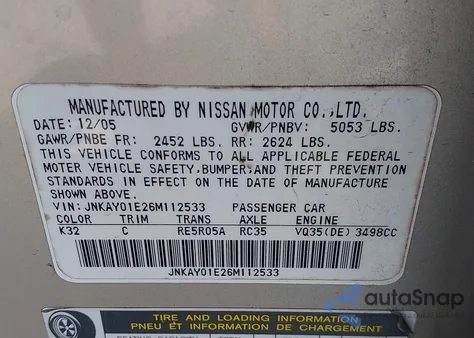 MANUFACTURED BY NISSAN MOTOR CO.,LTD.
DATE: 12/05 GVWR/PNBV: 5053 LBS.
GAWR/PNBE FR: 2452 LBS. RR: 2624 LBS.
THIS VEHICLE CONFORMS TO ALL APPLICABLE FEDERAL
MOTOR VEHICLE SAFETY,BUMPER,AND THEFT PREVENTION
STANDARDS IN EFFECT ON THE DATE OF MANUFACTURE
SHOWN ABOVE.
VIN: JNKAY01E26M112533 PASSENGER CAR
COLOR TRIM TRANS AXLE ENGINE
K32 C RE5R05A RC35 VQ35(DE) 3498CC
JNKAY01E26M112533
autoSnap
TIRE AND LOADING INFORMATION
PNEU ET INFORMATION DE CHARGEMENT